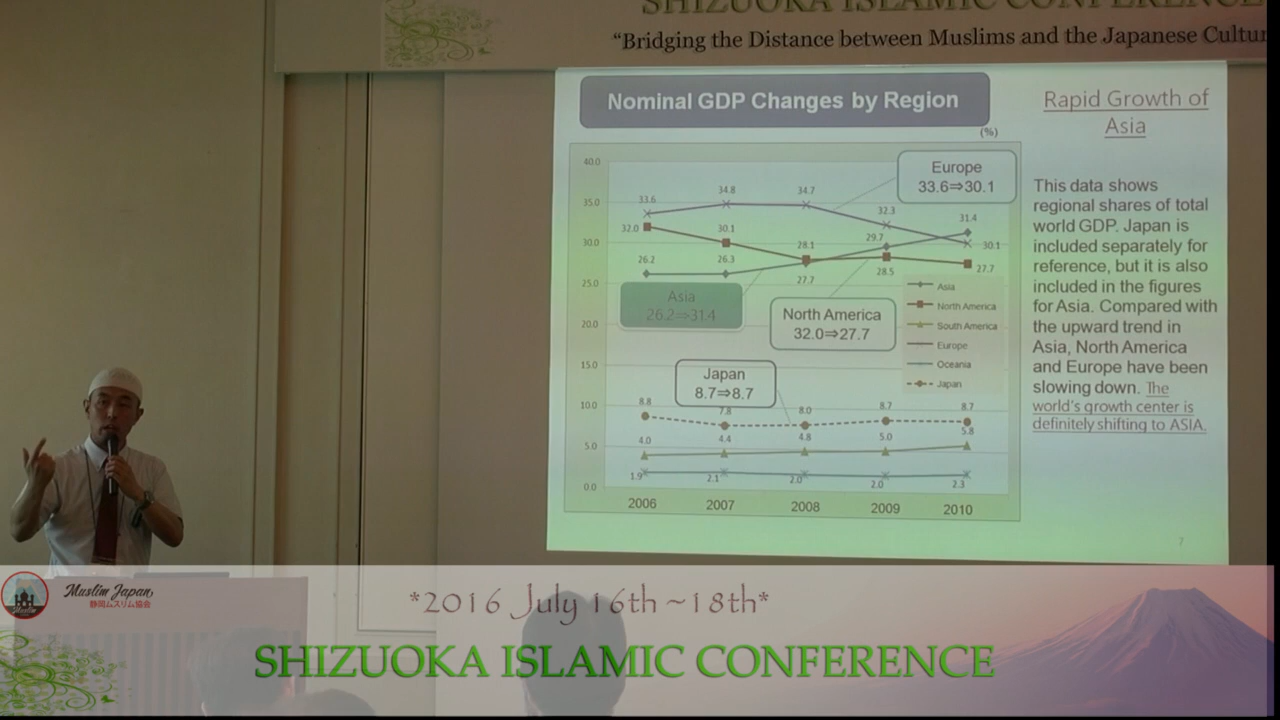 SHIZUOKA ISLAMIC CONFERENCE
“Bridging the Distance between Muslims and the Japanese Cultur
Nominal GDP Changes by Region
(%)
40.0
35.0
30.0
25.0
20.0
15.0
10.0
5.0
0.0
33.6
34.8
34.7
32.3
30.1
32.0
30.1
28.1
28.5
27.7
26.2
26.3
27.7
29.7
31.4
Europe
33.6⇒30.1
Asia
26.2⇒31.4
North America
32.0⇒27.7
Japan
8.7⇒8.7
Asia
North America
South America
Europe
Oceania
Japan
8.8
7.8
8.0
8.7
8.7
4.0
4.4
4.8
5.0
5.8
1.9
2.1
2.0
2.0
2.3
2006
2007
2008
2009
2010
Rapid Growth of
Asia
This data shows
regional shares of total
world GDP. Japan is
included separately for
reference, but it is also
included in the figures
for Asia. Compared with
the upward trend in
Asia, North America
and Europe have been
slowing down. The
world's growth center is
definitely shifting to ASIA.
7
Muslim Japan
静岡ムスリム協会
*2016 July 16th ~18th*
SHIZUOKA ISLAMIC CONFERENCE